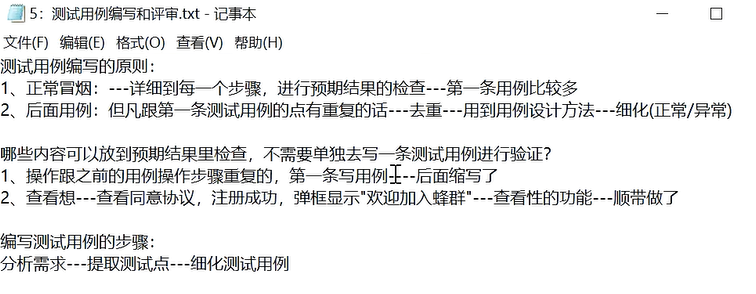 5：测试用例编写和评审.txt - 记事本
文件(F) 编辑(E) 格式(O) 查看(V) 帮助(H)
测试用例编写的原则：
1、正常冒烟：---详细到每一个步骤，进行预期结果的检查---第一条用例比较多
2、后面用例：但凡跟第一条测试用例的点有重复的话---去重---用到用例设计方法---细化(正常/异常)
哪些内容可以放到预期结果里检查，不需要单独去写一条测试用例进行验证？
1、操作跟之前的用例操作步骤重复的，第一条写用例---后面缩写了
2、查看想---查看同意协议，注册成功，弹框显示"欢迎加入蜂群"---查看性的功能---顺带做了
编写测试用例的步骤：
分析需求---提取测试点---细化测试用例